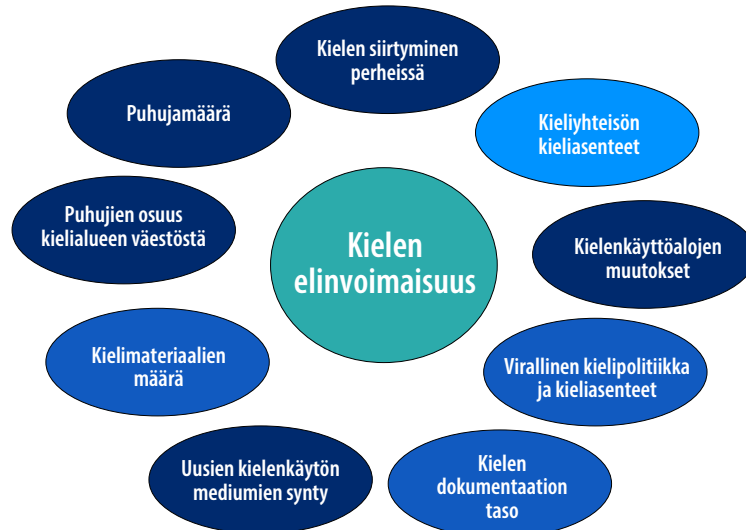 Kielen siirtyminen
perheissä
Puhujamäärä
Kieliyhteisön
kieliasenteet
Puhujien osuus
kielialueen väestöstä
Kielen
elinvoimaisuus
Kielenkäyttöalojen
muutokset
Kielimateriaalien
määrä
Virallinen kielipolitiikka
ja kieliasenteet
Uusien kielenkäytön
mediumien synty
Kielen
dokumentaation
taso